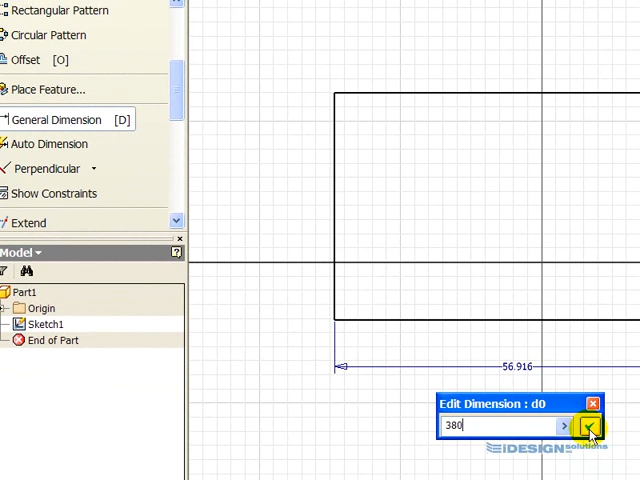 Rectangular Pattern
Circular Pattern
Offset [O]
Place Feature...
General Dimension [D]
Auto Dimension
Perpendicular
Show Constraints
Extend
Model
Part1
Origin
Sketch1
End of Part
56.916
Edit Dimension : d0
380
iDESIGN solutions